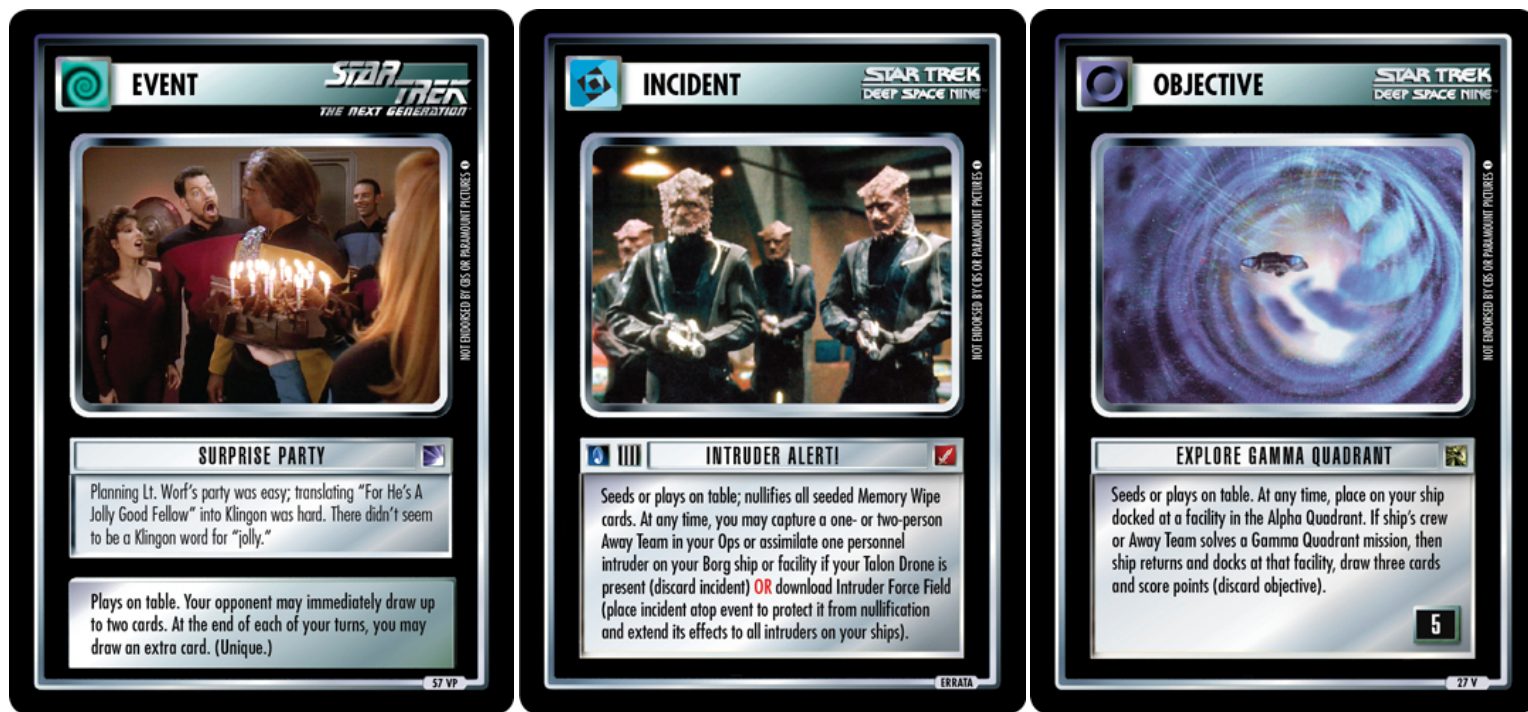 EVENT
STAR TREK
THE NEXT GENERATION
NOT ENDORSED BY CBS OR PARAMOUNT PICTURES
SURPRISE PARTY
Planning Lt. Worf's party was easy; translating "For He's A
Jolly Good Fellow" into Klingon was hard. There didn't seem
to be a Klingon word for "jolly."
Plays on table. Your opponent may immediately draw up
to two cards. At the end of each of your turns, you may
draw an extra card. (Unique.)
57 VP
INCIDENT
STAR TREK
DEEP SPACE NINE™
NOT ENDORSED BY CBS OR PARAMOUNT PICTURES
INTRUDER ALERT!
Seeds or plays on table; nullifies all seeded Memory Wipe
cards. At any time, you may capture a one- or two-person
Away Team in your Ops or assimilate one personnel
intruder on your Borg ship or facility if your Talon Drone is
present (discard incident) OR download Intruder Force Field
(place incident atop event to protect it from nullification
and extend its effects to all intruders on your ships).
ERRATA
OBJECTIVE
STAR TREK
DEEP SPACE NINE™
NOT ENDORSED BY CBS OR PARAMOUNT PICTURES
EXPLORE GAMMA QUADRANT
Seeds or plays on table. At any time, place on your ship
docked at a facility in the Alpha Quadrant. If ship's crew
or Away Team solves a Gamma Quadrant mission, then
ship returns and docks at that facility, draw three cards
and score points (discard objective).
5
27 V